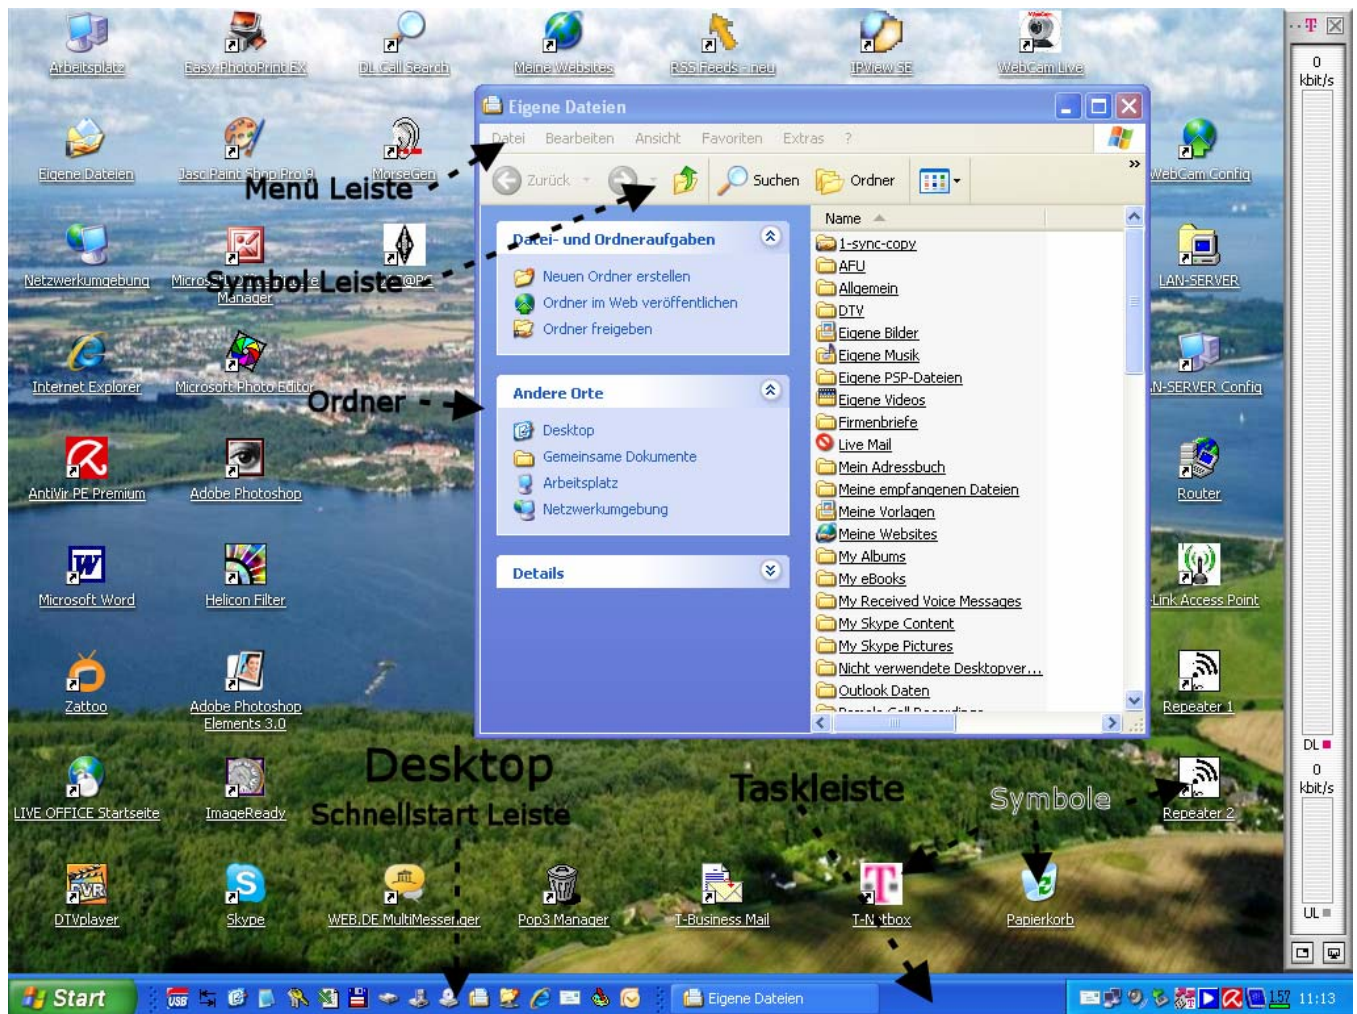 Arbeitsplatz
Easy-PhotoPrint EX
DL Call Search
Meine Websites
RSS Feeds - neu
IPView SE
WebCam Live
0
kbit/s
Eigene Dateien
Datei Bearbeiten Ansicht Favoriten Extras ?
Zurück Suchen Ordner
Eigene Dateien
Jasc Paint Shop Pro 9
MorseGen
WebCam Config
Menü Leiste
Name
Datei- und Ordneraufgaben
Neuen Ordner erstellen
Ordner im Web veröffentlichen
Ordner freigeben
Netzwerkumgebung
Manager
Symbol Leiste
LAN-SERVER
1-sync-copy
AFU
Allgemein
DTV
Eigene Bilder
Eigene Musik
Eigene PSP-Dateien
Eigene Videos
Firmenbriefe
Live Mail
Mein Adressbuch
Meine empfangenen Dateien
Meine Vorlagen
Meine Websites
My Albums
My eBooks
My Received Voice Messages
My Skype Content
My Skype Pictures
Nicht verwendete Desktopver...
Outlook Daten
Internet Explorer
Microsoft Photo Editor
N-SERVER Config
Ordner
Andere Orte
Desktop
Gemeinsame Dokumente
Arbeitsplatz
Netzwerkumgebung
Details
AntiVir PE Premium
Adobe Photoshop
Router
Microsoft Word
Helicon Filter
-Link Access Point
Zattoo
Adobe Photoshop
Elements 3.0
Repeater 1
DL
0
kbit/s
Desktop
Schnellstart Leiste
Taskleiste
Symbole
LIVE OFFICE Startseite
ImageReady
Repeater 2
DTVplayer
Skype
WEB.DE MultiMessenger
Pop3 Manager
T-Business Mail
T-Netbox
Papierkorb
UL
Start
USB
Eigene Dateien
1.57
11:13